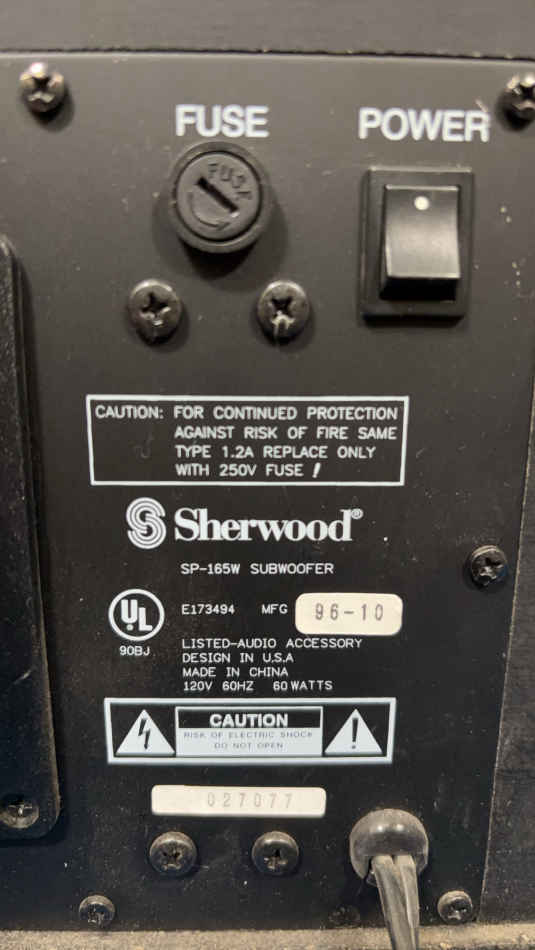 FUSE
POWER
FUSE
CAUTION: FOR CONTINUED PROTECTION
AGAINST RISK OF FIRE SAME
TYPE 1.2A REPLACE ONLY
WITH 250V FUSE !
Sherwood®
SP-165W SUBWOOFER
UL
E173494 MFG 96-10
90BJ
LISTED-AUDIO ACCESSORY
DESIGN IN U.S.A
MADE IN CHINA
120V 60HZ 60 WATTS
CAUTION
RISK OF ELECTRIC SHOCK
DO NOT OPEN
027077